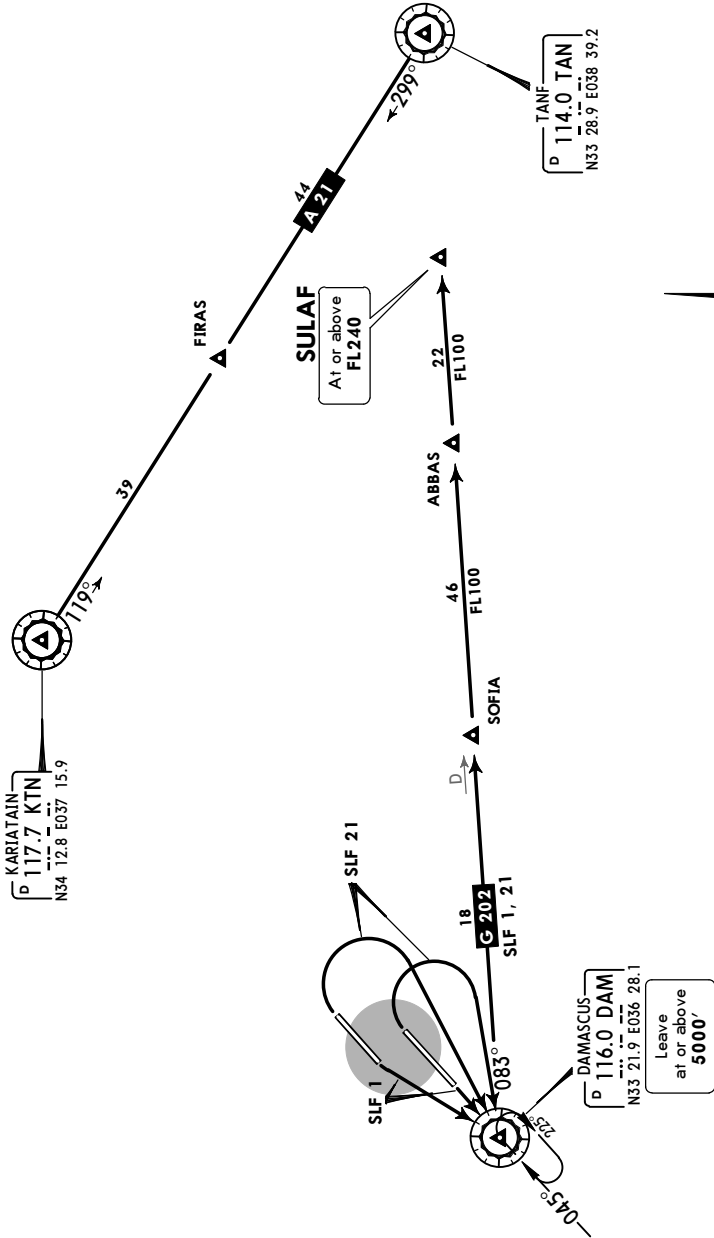 KARIATAIN
D 117.7 KTN
N34 12.8 E037 15.9
119°
39
FIRAS
44
A 21
299°
TANF
D 114.0 TAN
N33 28.9 E038 39.2
SULAF
At or above
FL240
22
FL100
ABBAS
46
FL100
SOFIA
D
18
G 202
SLF 1, 21
083°
SLF 21
SLF 1
DAMASCUS
D 116.0 DAM
N33 21.9 E036 28.1
Leave
at or above
5000'
225°
045°